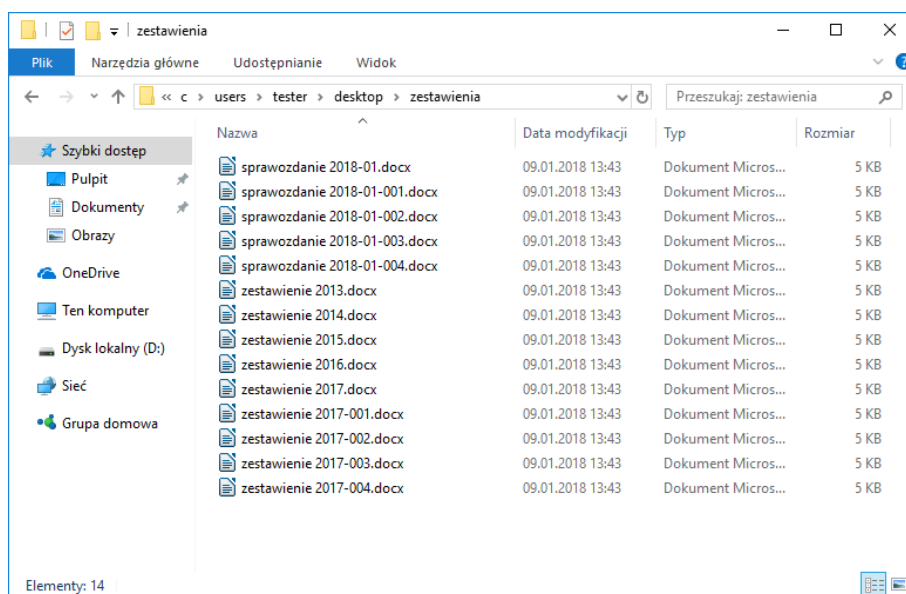 zestawienia
Plik Narzędzia główne Udostępnianie Widok
« c > users > tester > desktop > zestawienia Przeszukaj: zestawienia
Nazwa Data modyfikacji Typ Rozmiar
Szybki dostęp
Pulpit
Dokumenty
Obrazy
OneDrive
Ten komputer
Dysk lokalny (D:)
Sieć
Grupa domowa
sprawozdanie 2018-01.docx 09.01.2018 13:43 Dokument Micros... 5 KB
sprawozdanie 2018-01-001.docx 09.01.2018 13:43 Dokument Micros... 5 KB
sprawozdanie 2018-01-002.docx 09.01.2018 13:43 Dokument Micros... 5 KB
sprawozdanie 2018-01-003.docx 09.01.2018 13:43 Dokument Micros... 5 KB
sprawozdanie 2018-01-004.docx 09.01.2018 13:43 Dokument Micros... 5 KB
zestawienie 2013.docx 09.01.2018 13:43 Dokument Micros... 5 KB
zestawienie 2014.docx 09.01.2018 13:43 Dokument Micros... 5 KB
zestawienie 2015.docx 09.01.2018 13:43 Dokument Micros... 5 KB
zestawienie 2016.docx 09.01.2018 13:43 Dokument Micros... 5 KB
zestawienie 2017.docx 09.01.2018 13:43 Dokument Micros... 5 KB
zestawienie 2017-001.docx 09.01.2018 13:43 Dokument Micros... 5 KB
zestawienie 2017-002.docx 09.01.2018 13:43 Dokument Micros... 5 KB
zestawienie 2017-003.docx 09.01.2018 13:43 Dokument Micros... 5 KB
zestawienie 2017-004.docx 09.01.2018 13:43 Dokument Micros... 5 KB
Elementy: 14